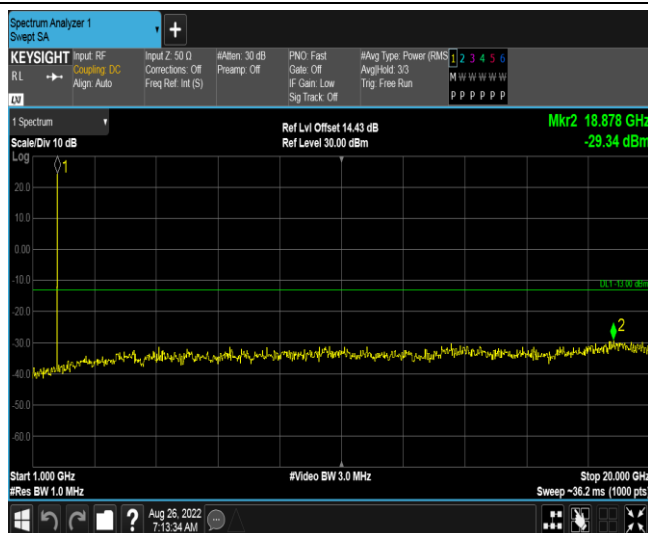 Spectrum Analyzer 1
Swept SA
KEYSIGHT Input: RF Input Z: 50 Ω #Atten: 30 dB PNO: Fast #Avg Type: Power (RMS 1 2 3 4 5 6
RL Coupling: DC Corrections: Off Preamp: Off Gate: Off Avg|Hold: 3/3 M W W W W W
Align: Auto Freq Ref: Int (S) IF Gain: Low Trig: Free Run
Sig Track: Off P P P P P P
LXI
1 Spectrum Ref Lvl Offset 14.43 dB Mkr2 18.878 GHz
Scale/Div 10 dB Ref Level 30.00 dBm -29.34 dBm
Log
1
20.0
10.0
0.00
-10.0
DL1 -13.00 dBm
-20.0
2
-30.0
-40.0
-50.0
-60.0
Start 1.000 GHz #Video BW 3.0 MHz Stop 20.000 GHz
#Res BW 1.0 MHz Sweep ~36.2 ms (1000 pts)
? Aug 26, 2022
7:13:34 AM